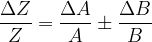 ΔZ/Z = ΔA/A ± ΔB/B